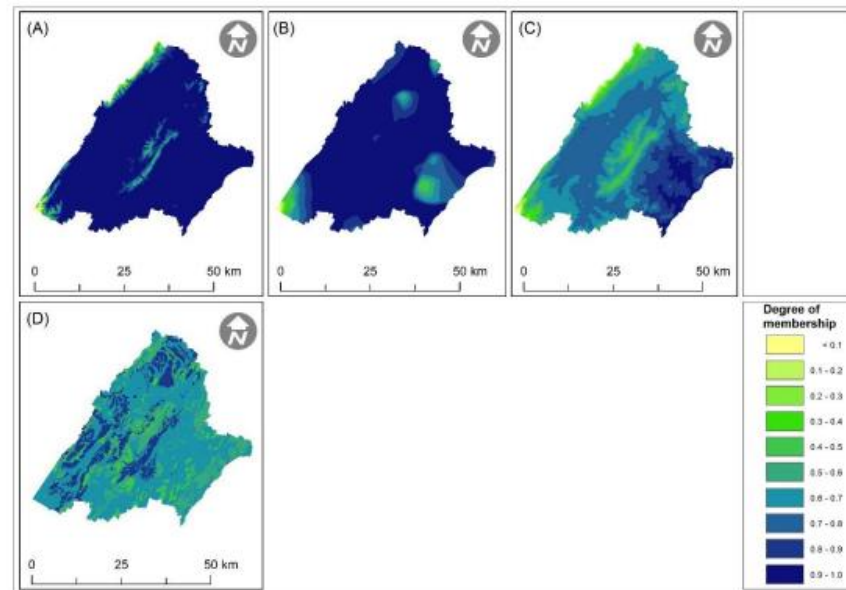 (A)
N
0 25 50 km
(B)
N
0 25 50 km
(C)
N
0 25 50 km
(D)
N
0 25 50 km
Degree of
membership
< 0.1
0.1 - 0.2
0.2 - 0.3
0.3 - 0.4
0.4 - 0.5
0.5 - 0.6
0.6 - 0.7
0.7 - 0.8
0.8 - 0.9
0.9 - 1.0